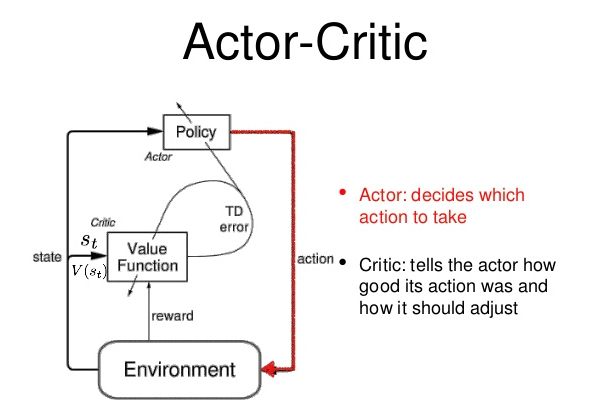 Actor-Critic
Policy
Actor
TD
error
Critic
s_t
state
V(s_t)
Value
Function
action
reward
Environment
• Actor: decides which
action to take
• Critic: tells the actor how
good its action was and
how it should adjust